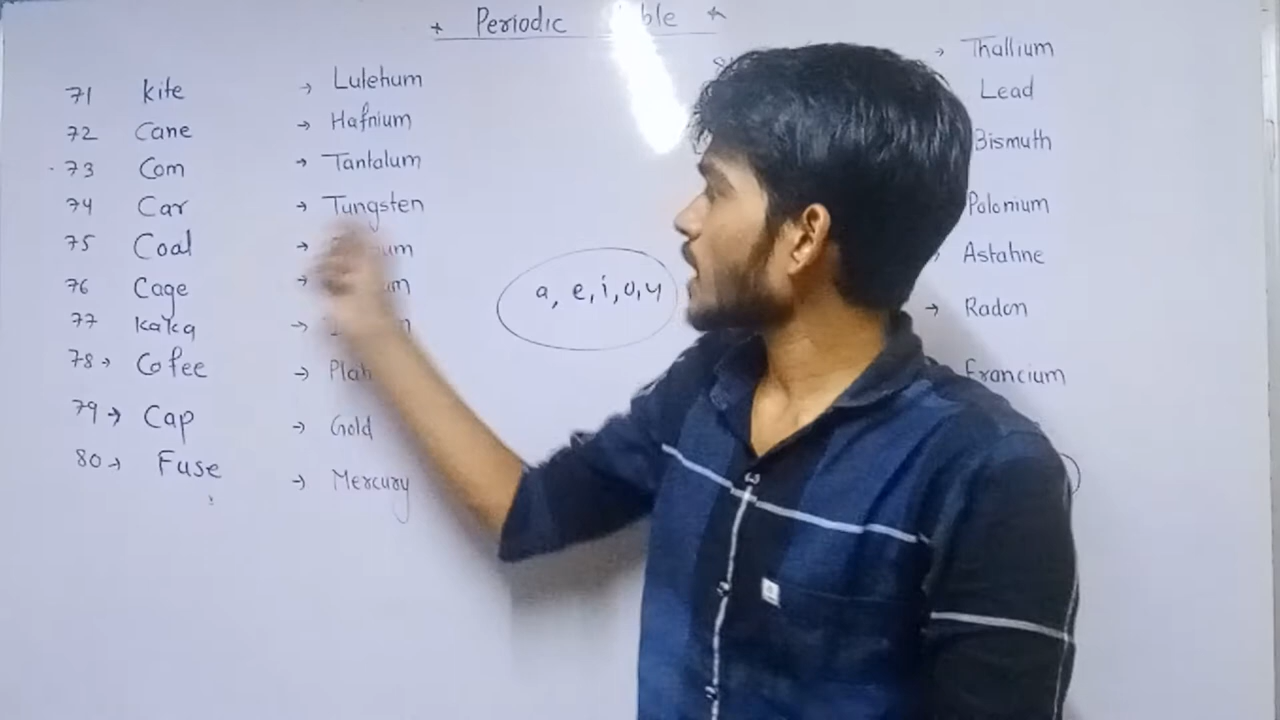 * Periodic ble *
71 Kite → Lutetium
72 Cane → Hafnium
73 Com → Tantalum
74 Car → Tungsten
75 Coal →
76 Cage →
77 Kaka →
78 → Cofee →
79 → Cap → Gold
80 → Fuse → Mercury
a, e, i, o, u
→ Thallium
Lead
Bismuth
Polonium
Astatine
→ Radon
Francium